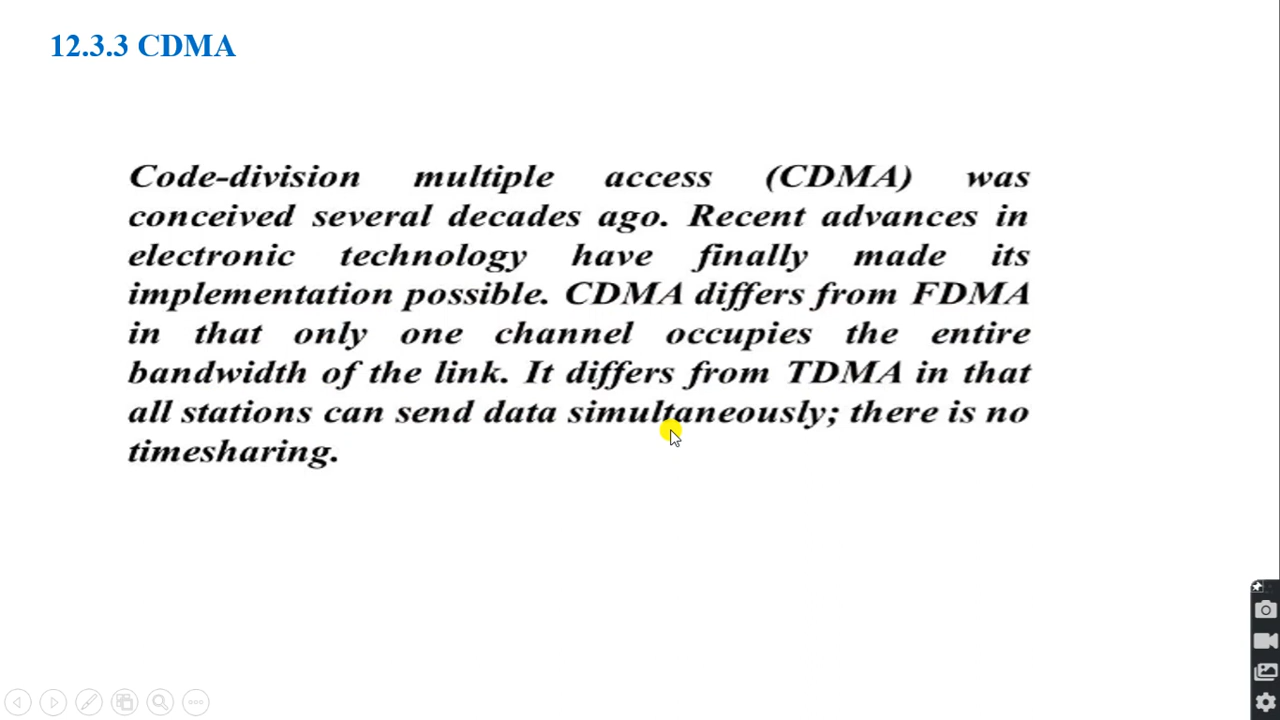 12.3.3 CDMA
Code-division multiple access (CDMA) was
conceived several decades ago. Recent advances in
electronic technology have finally made its
implementation possible. CDMA differs from FDMA
in that only one channel occupies the entire
bandwidth of the link. It differs from TDMA in that
all stations can send data simultaneously; there is no
timesharing.